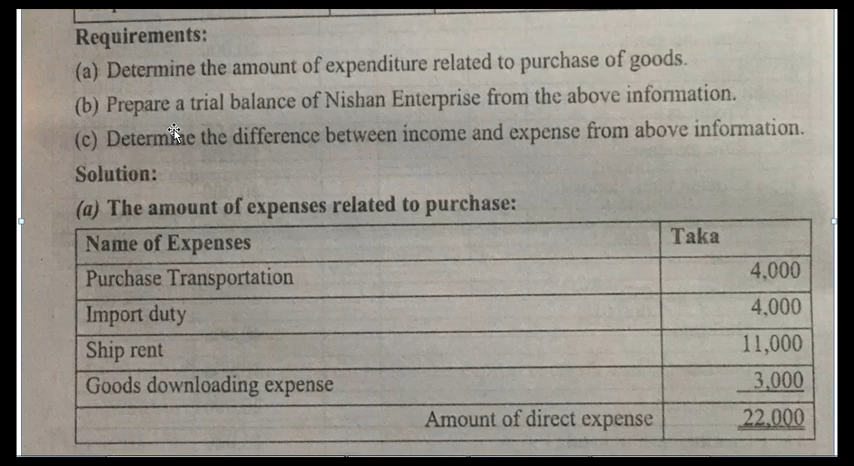 Requirements:
(a) Determine the amount of expenditure related to purchase of goods.
(b) Prepare a trial balance of Nishan Enterprise from the above information.
(c) Determine the difference between income and expense from above information.
Solution:
(a) The amount of expenses related to purchase:
Name of Expenses Taka
Purchase Transportation 4,000
Import duty 4,000
Ship rent 11,000
Goods downloading expense 3,000
Amount of direct expense 22,000